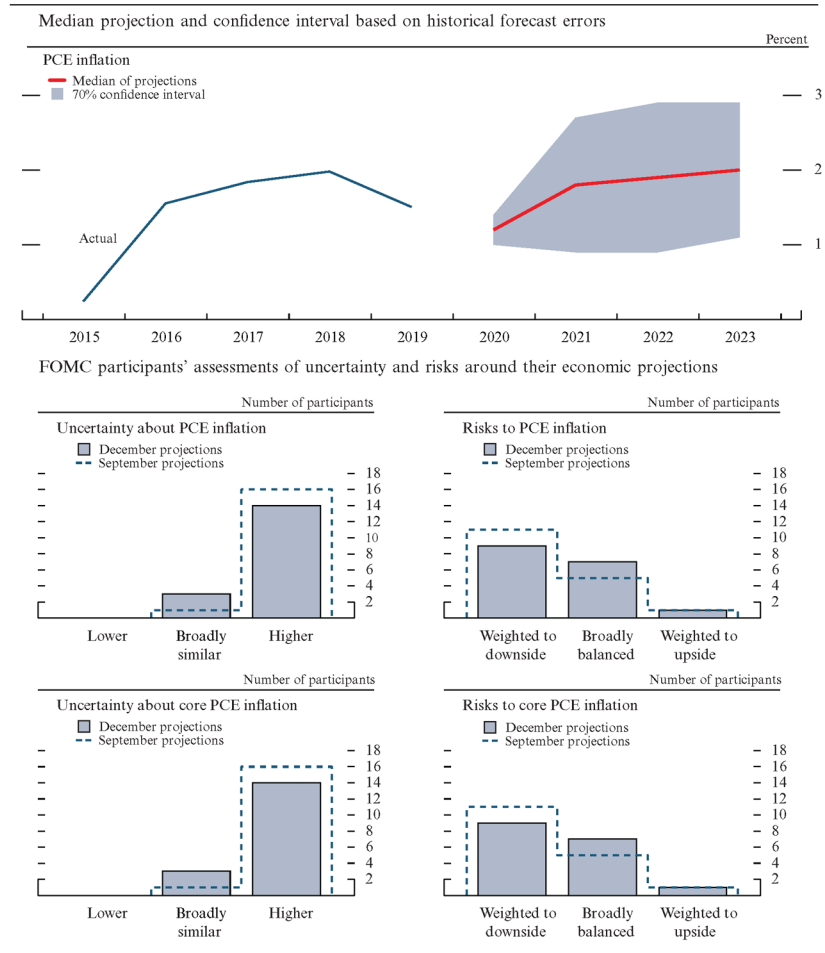 Median projection and confidence interval based on historical forecast errors
Percent
PCE inflation
Median of projections
70% confidence interval
3
2
Actual
1
2015 2016 2017 2018 2019 2020 2021 2022 2023
FOMC participants’ assessments of uncertainty and risks around their economic projections
Number of participants
Uncertainty about PCE inflation
December projections
September projections
18
16
14
12
10
8
6
4
2
Lower Broadly similar Higher
Number of participants
Risks to PCE inflation
December projections
September projections
18
16
14
12
10
8
6
4
2
Weighted to downside Broadly balanced Weighted to upside
Number of participants
Uncertainty about core PCE inflation
December projections
September projections
18
16
14
12
10
8
6
4
2
Lower Broadly similar Higher
Number of participants
Risks to core PCE inflation
December projections
September projections
18
16
14
12
10
8
6
4
2
Weighted to downside Broadly balanced Weighted to upside